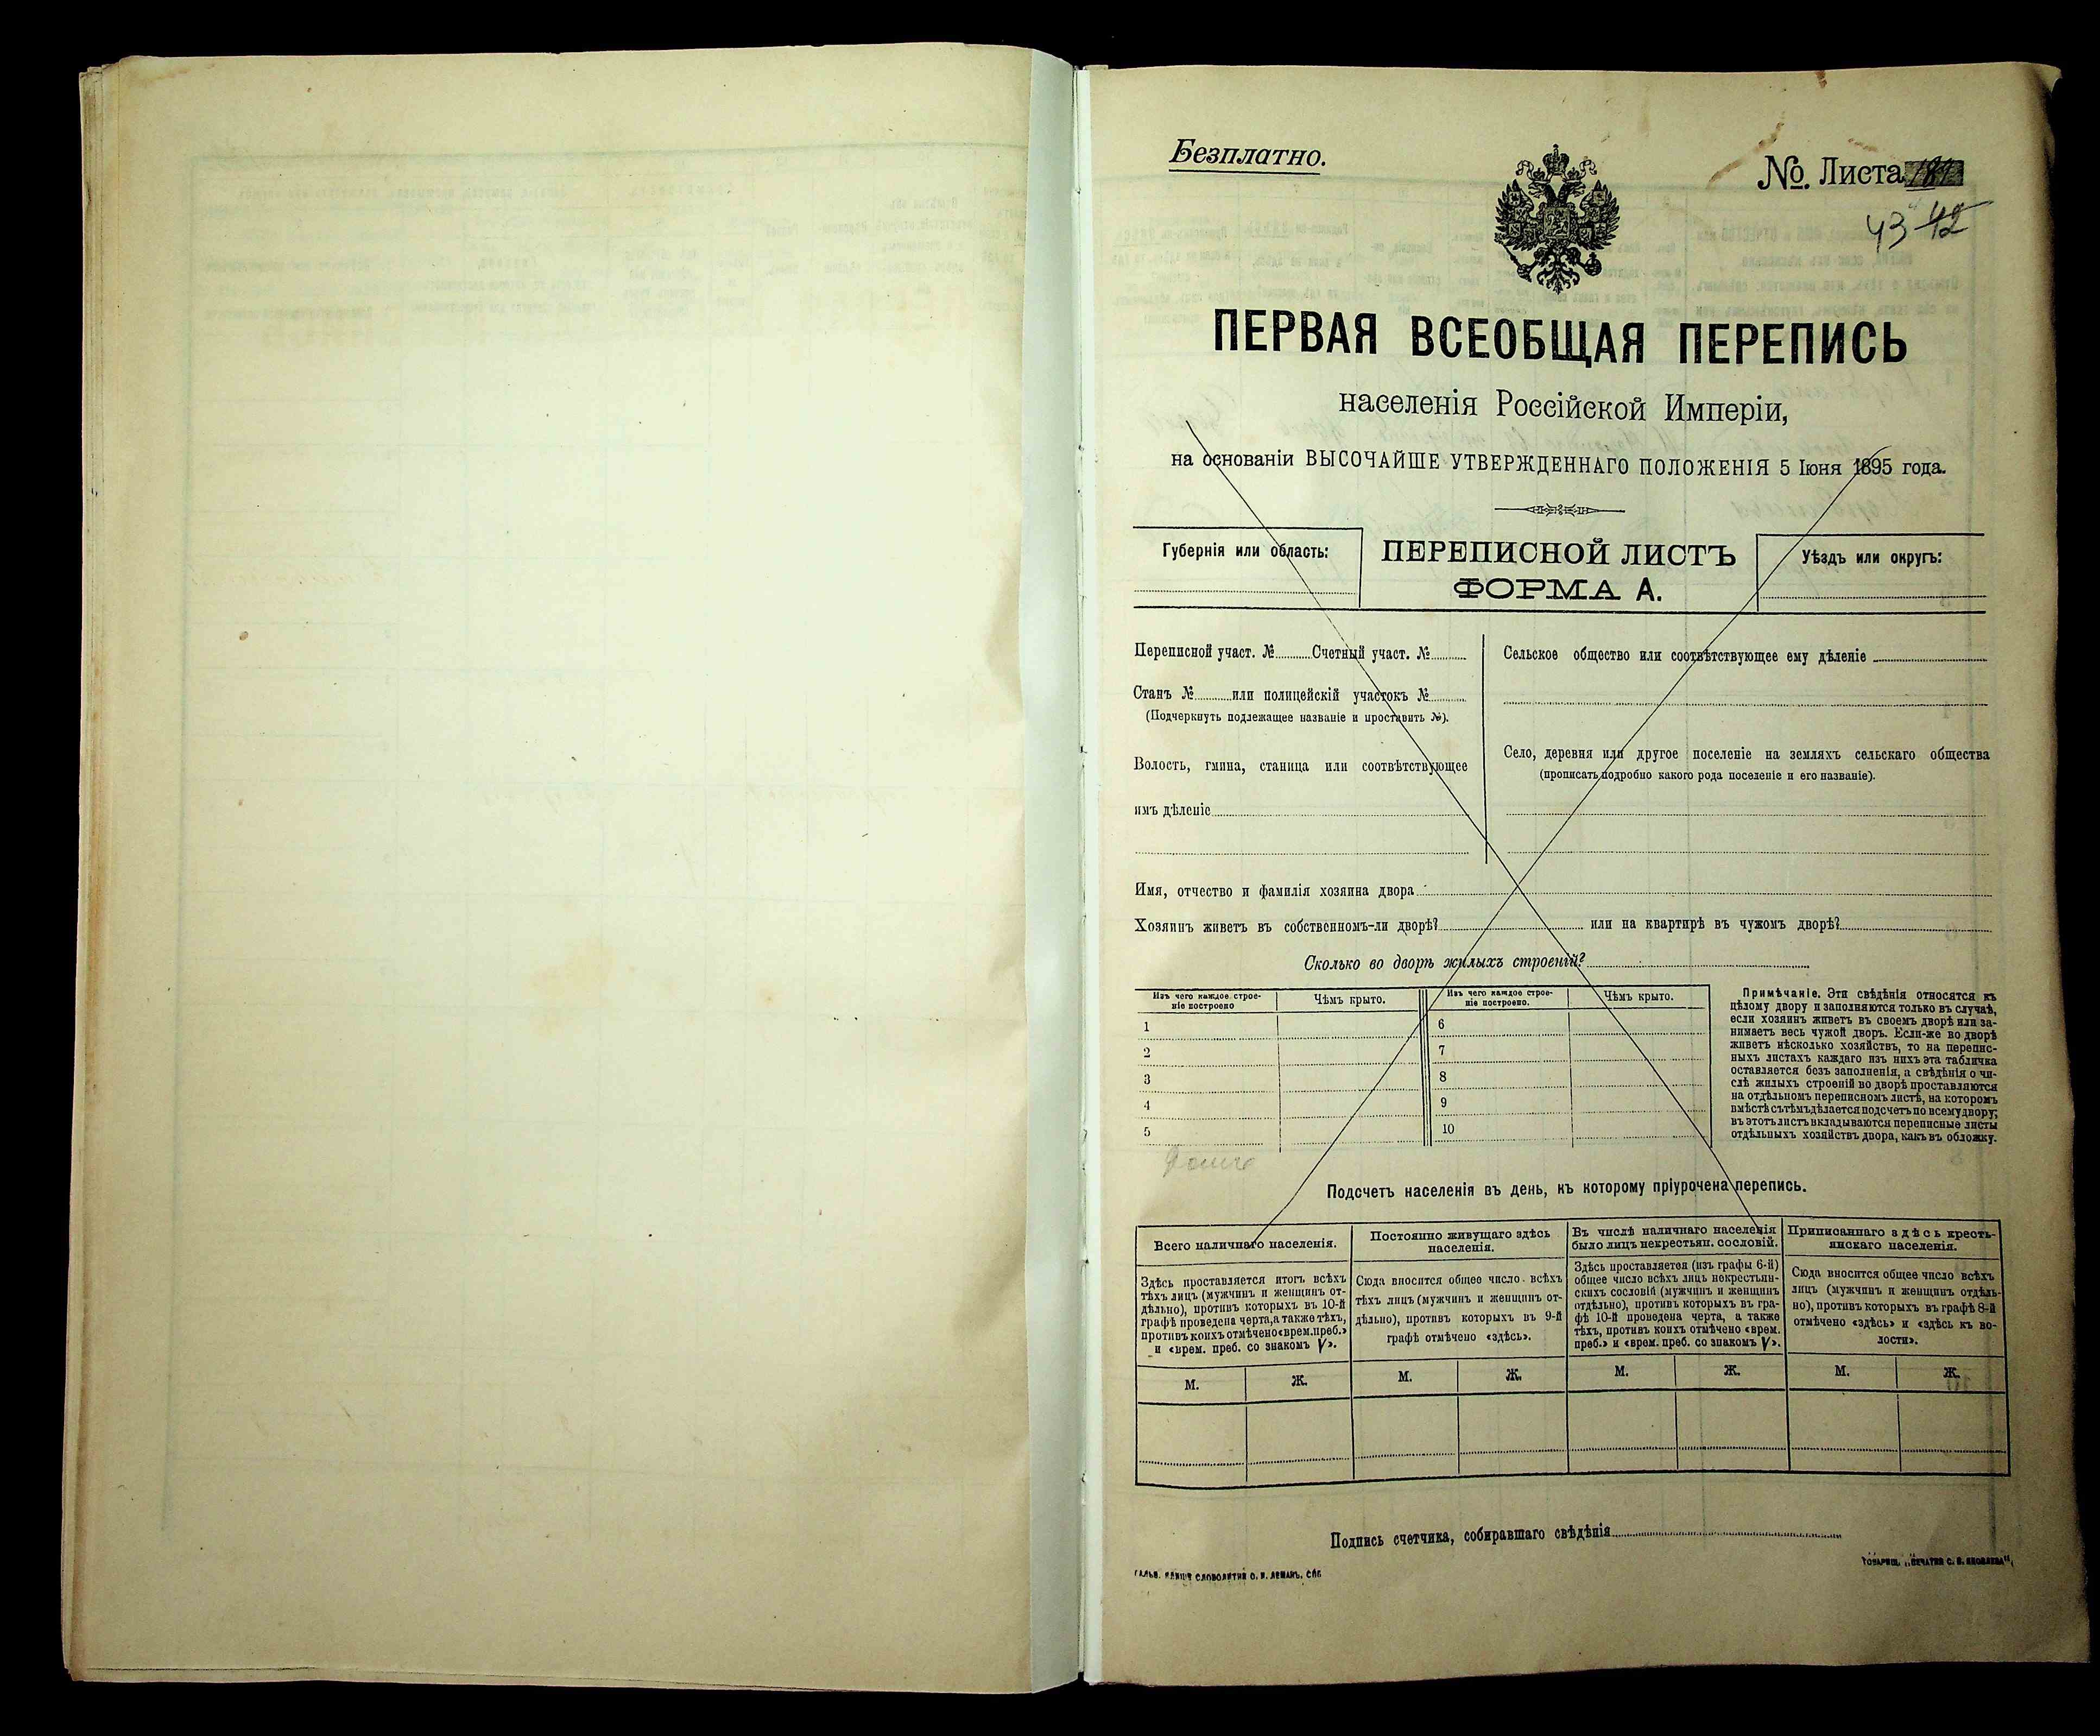 Безплатно.
№. Листа
43 42
ПЕРВАЯ ВСЕОБЩАЯ ПЕРЕПИСЬ
населенія Россійской Имперіи,
на основаніи ВЫСОЧАЙШЕ УТВЕРЖДЕННАГО ПОЛОЖЕНІЯ 5 Іюня 1895 года.
Губернія или область:
ПЕРЕПИСНОЙ ЛИСТЪ
ФОРМА А.
Уѣздъ или округъ:
Переписной участ. № Счетный участ. №
Станъ № или полицейскій участокъ №
(Подчеркнуть подлежащее названіе и проставить №).
Волость, гмина, станица или соотвѣтствующее
имъ дѣленіе
Сельское общество или соотвѣтствующее ему дѣленіе
Село, деревня или другое поселеніе на земляхъ сельскаго общества
(прописать подробно какого рода поселеніе и его названіе).
Имя, отчество и фамилія хозяина двора
Хозяинъ живетъ въ собственномъ-ли дворѣ? или на квартирѣ въ чужомъ дворѣ?
Сколько во дворѣ жилыхъ строеній?
Изъ чего каждое строе-
ніе построено
Чѣмъ крыто.
Изъ чего каждое строе-
ніе построено.
Чѣмъ крыто.
1
2
3
4
5
6
7
8
9
10
Примѣчаніе. Эти свѣдѣнія относятся къ
цѣлому двору и заполняются только въ случаѣ,
если хозяинъ живетъ въ своемъ дворѣ или за-
нимаетъ весь чужой дворъ. Если-же во дворѣ
живетъ нѣсколько хозяйствъ, то на перепис-
ныхъ листахъ каждаго изъ нихъ эта табличка
оставляется безъ заполненія, а свѣдѣнія о чи-
слѣ жилыхъ строеній во дворѣ проставляются
на отдѣльномъ переписномъ листѣ, на которомъ
вмѣстѣ съ тѣмъ дѣлается подсчетъ по всему двору;
въ этотъ листъ вкладываются переписные листы
отдѣльныхъ хозяйствъ двора, какъ въ обложку.
Подсчетъ населенія въ день, къ которому пріурочена перепись.
Всего наличнаго населенія.
Постоянно живущаго здѣсь
населенія.
Въ числѣ наличнаго населенія
было лицъ некрестьян. сословій.
Приписаннаго здѣсь кресть-
янскаго населенія.
Здѣсь проставляется итогъ всѣхъ
тѣхъ лицъ (мужчинъ и женщинъ от-
дѣльно), противъ которыхъ въ 10-й
графѣ проведена черта, а также тѣхъ,
противъ коихъ отмѣчено «врем. преб.»
и «врем. преб. со знакомъ V».
Сюда вносится общее число всѣхъ
тѣхъ лицъ (мужчинъ и женщинъ от-
дѣльно), противъ которыхъ въ 9-й
графѣ отмѣчено «здѣсь».
Здѣсь проставляется (изъ графы 6-й)
общее число всѣхъ лицъ некрестьян-
скихъ сословій (мужчинъ и женщинъ
отдѣльно), противъ которыхъ въ гра-
фѣ 10-й проведена черта, а также
тѣхъ, противъ коихъ отмѣчено «врем.
преб.» и «врем. преб. со знакомъ V».
Сюда вносится общее число всѣхъ
лицъ (мужчинъ и женщинъ отдѣль-
но), противъ которыхъ въ графѣ 8-й
отмѣчено «здѣсь» и «здѣсь къ во-
лости».
М. Ж. М. Ж. М. Ж. М. Ж.
Подпись счетчика, собиравшаго свѣдѣнія
СЛОВОЛИТНИ О. И. ЛЕМАНЪ. СПБ
ТОВАРИЩ. „ПЕЧАТНЯ С. П. ЯКОВЛЕВА“